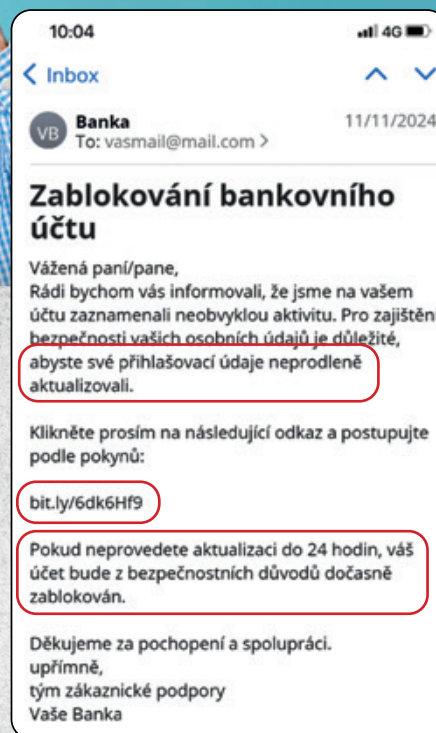 10:04
4G
Inbox
VB
Banka
11/11/2024
To: vasmail@mail.com >
Zablokování bankovního
účtu
Vážená paní/pane,
Rádi bychom vás informovali, že jsme na vašem
účtu zaznamenali neobvyklou aktivitu. Pro zajištění
bezpečnosti vašich osobních údajů je důležité,
abyste své přihlašovací údaje neprodleně
aktualizovali.
Klikněte prosím na následující odkaz a postupujte
podle pokynů:
bit.ly/6dk6Hf9
Pokud neprovedete aktualizaci do 24 hodin, váš
účet bude z bezpečnostních důvodů dočasně
zablokován.
Děkujeme za pochopení a spolupráci.
upřímně,
tým zákaznické podpory
Vaše Banka